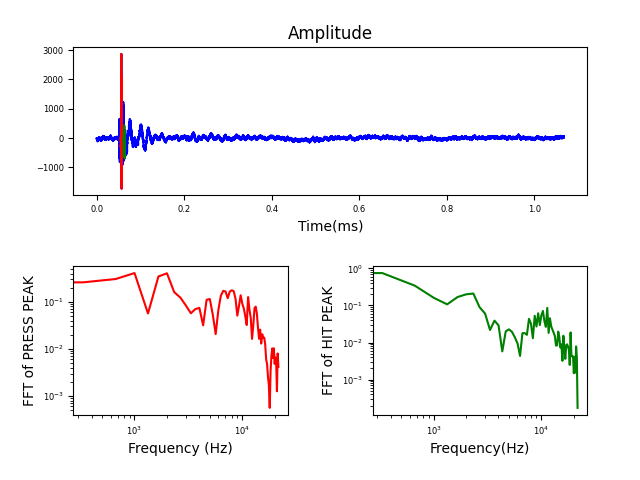 Amplitude
3000
2000
1000
0
−1000
0.0 0.2 0.4 0.6 0.8 1.0
Time(ms)
FFT of PRESS PEAK
10⁻¹
10⁻²
10⁻³
10³ 10⁴
Frequency (Hz)
FFT of HIT PEAK
10⁰
10⁻¹
10⁻²
10⁻³
10³ 10⁴
Frequency(Hz)